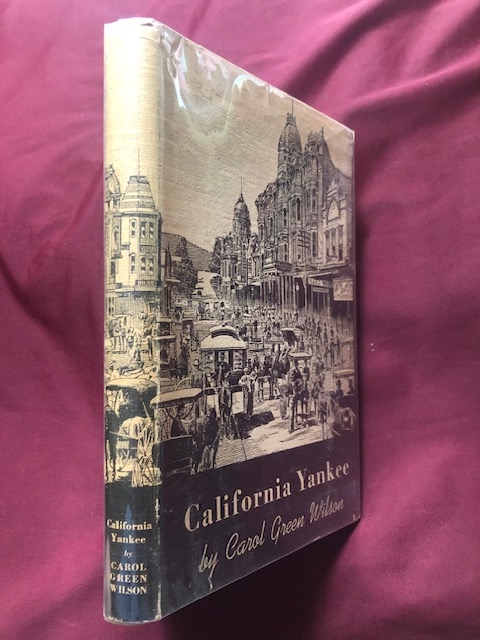 California Yankee
by Carol Green Wilson
California
Yankee
by
CAROL
GREEN
WILSON